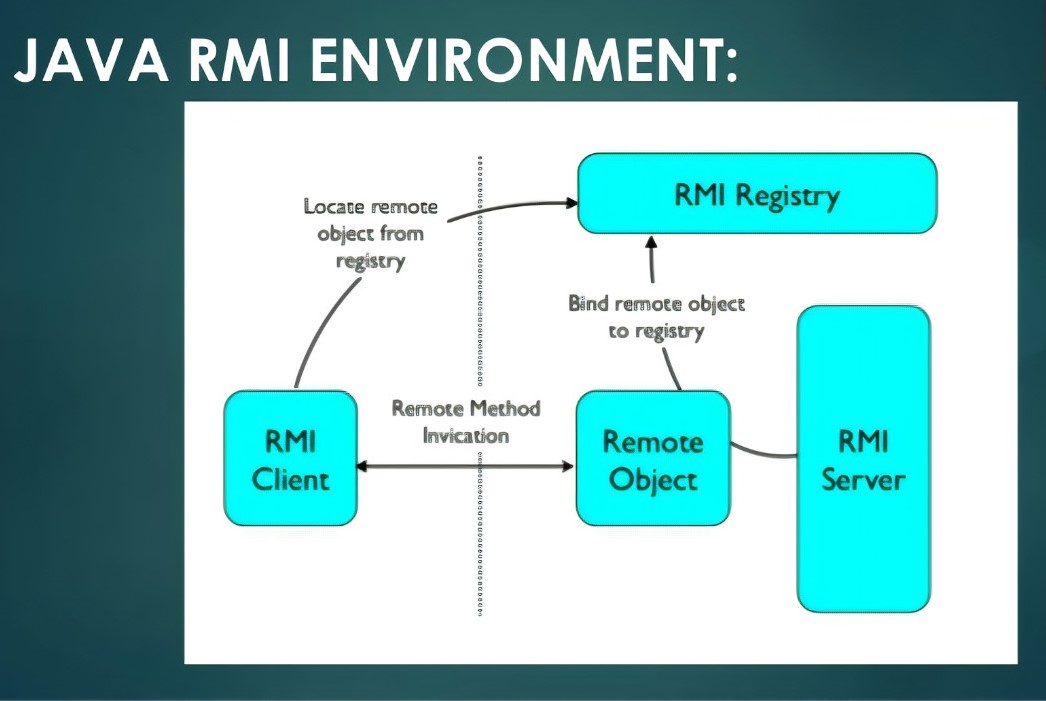 JAVA RMI ENVIRONMENT:
RMI Registry
Locate remote
object from
registry
Bind remote object
to registry
Remote Method
Invication
RMI
Client
Remote
Object
RMI
Server